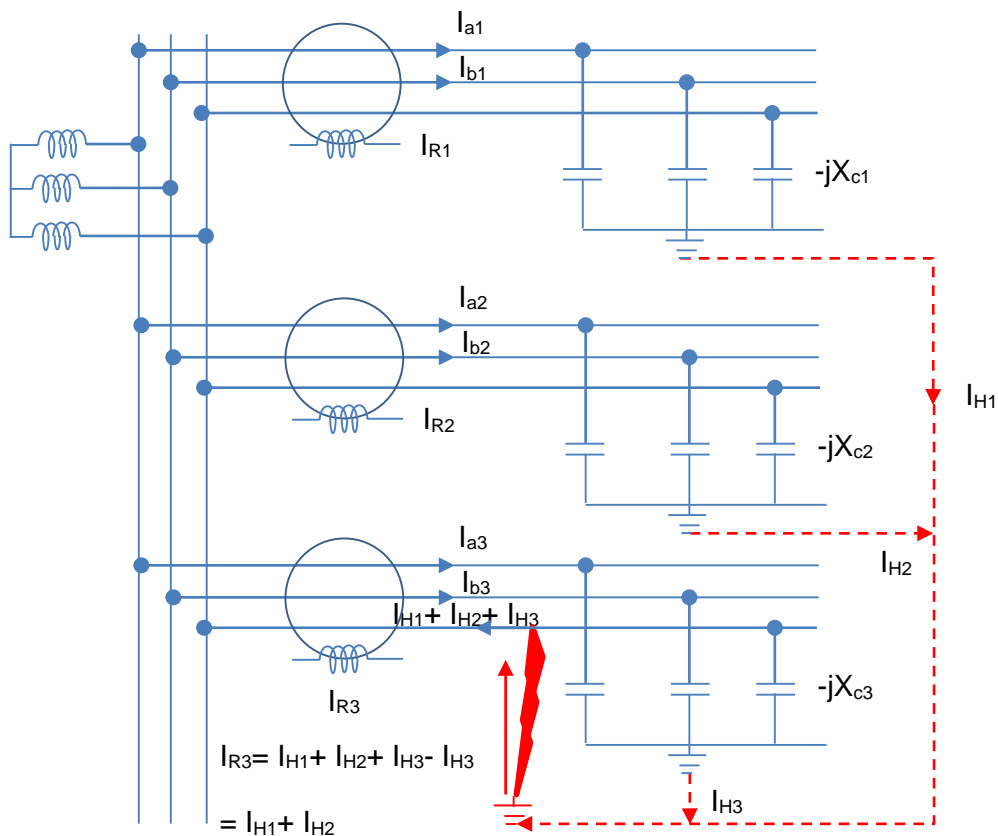 Ia1
Ib1
IR1
-jXc1
Ia2
Ib2
IH1
IR2
-jXc2
Ia3
IH2
Ib3
IH1+ IH2+ IH3
-jXc3
IR3
IR3= IH1+ IH2+ IH3- IH3
IH3
= IH1+ IH2